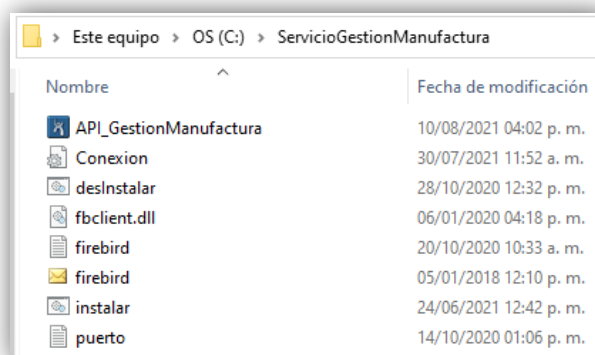 Este equipo > OS (C:) > ServicioGestionManufactura
Nombre Fecha de modificación
API_GestionManufactura 10/08/2021 04:02 p. m.
Conexion 30/07/2021 11:52 a. m.
desInstalar 28/10/2020 12:32 p. m.
fbclient.dll 06/01/2020 04:18 p. m.
firebird 20/10/2020 10:33 a. m.
firebird 05/01/2018 12:10 p. m.
instalar 24/06/2021 12:42 p. m.
puerto 14/10/2020 01:06 p. m.